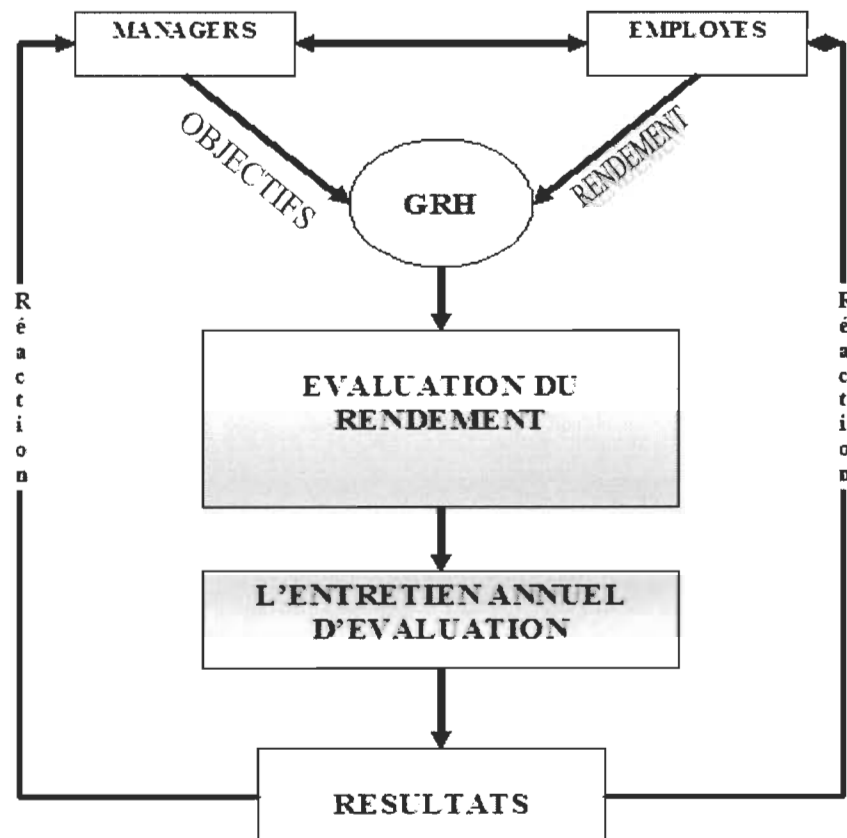 MANAGERS
EMPLOYES
OBJECTIFS
RENDEMENT
GRH
Réaction
Réaction
EVALUATION DU
RENDEMENT
L'ENTRETIEN ANNUEL
D'EVALUATION
RESULTATS